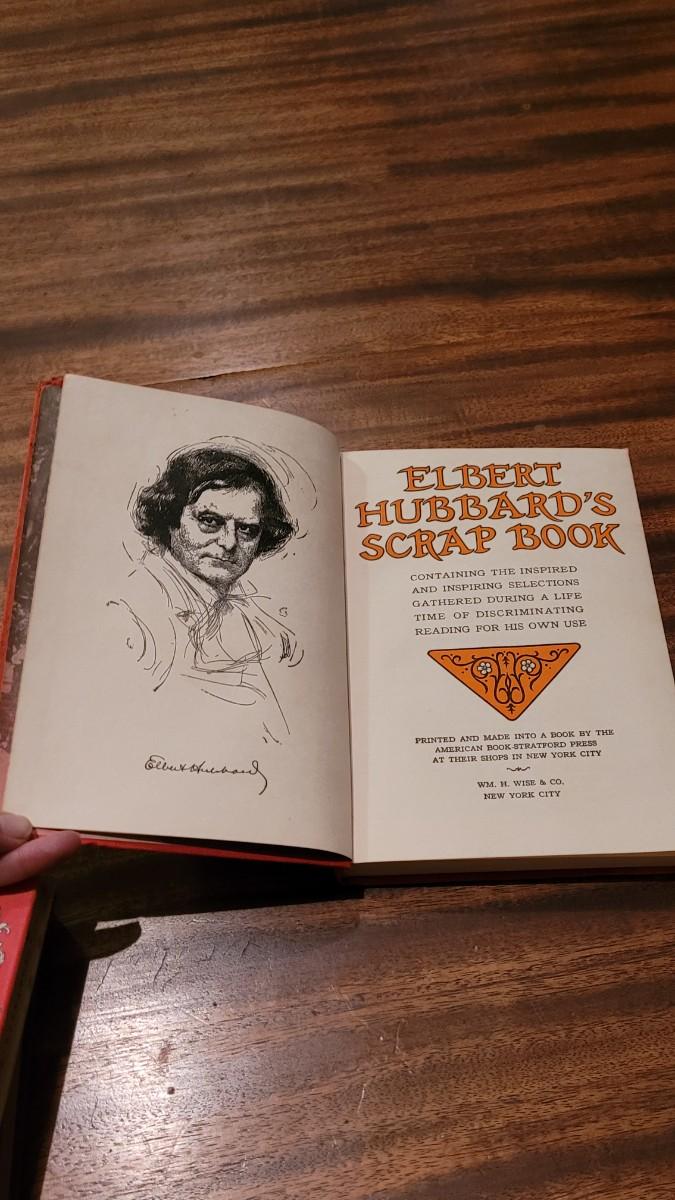 Elbert Hubbard
ELBERT
HUBBARD'S
SCRAP BOOK
CONTAINING THE INSPIRED
AND INSPIRING SELECTIONS
GATHERED DURING A LIFE
TIME OF DISCRIMINATING
READING FOR HIS OWN USE
PRINTED AND MADE INTO A BOOK BY THE
AMERICAN BOOK-STRATFORD PRESS
AT THEIR SHOPS IN NEW YORK CITY
WM. H. WISE & CO.
NEW YORK CITY